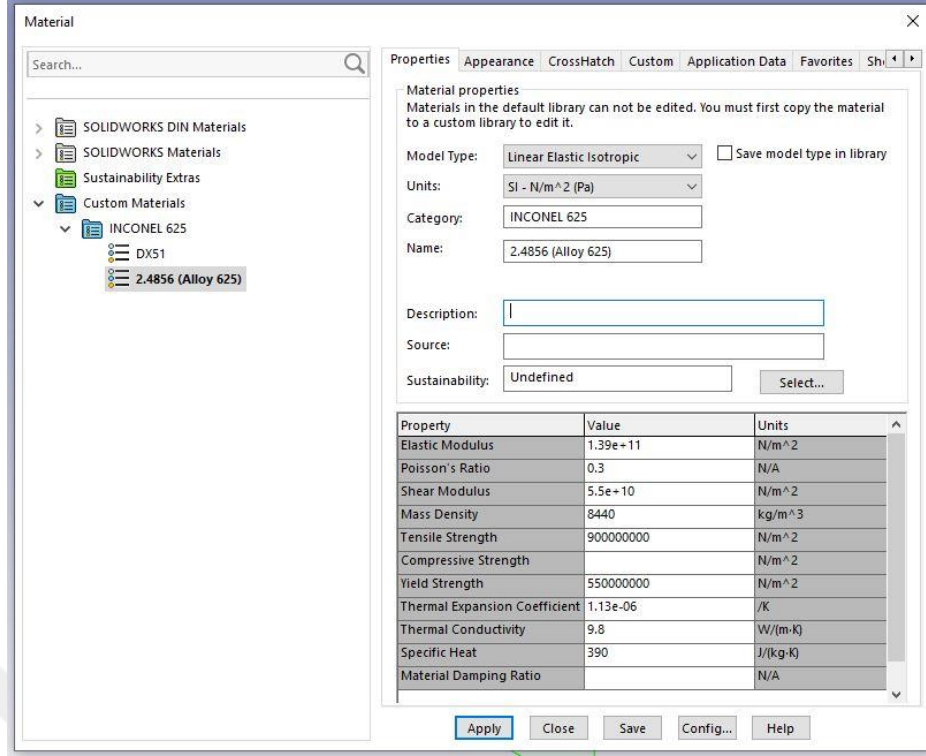 Material
Search...
SOLIDWORKS DIN Materials
SOLIDWORKS Materials
Sustainability Extras
Custom Materials
INCONEL 625
DX51
2.4856 (Alloy 625)
Properties Appearance CrossHatch Custom Application Data Favorites
Material properties
Materials in the default library can not be edited. You must first copy the material
to a custom library to edit it.
Model Type: Linear Elastic Isotropic Save model type in library
Units: SI - N/m^2 (Pa)
Category: INCONEL 625
Name: 2.4856 (Alloy 625)
Description:
Source:
Sustainability: Undefined Select...
Property Value Units
Elastic Modulus 1.39e+11 N/m^2
Poisson's Ratio 0.3 N/A
Shear Modulus 5.5e+10 N/m^2
Mass Density 8440 kg/m^3
Tensile Strength 900000000 N/m^2
Compressive Strength N/m^2
Yield Strength 550000000 N/m^2
Thermal Expansion Coefficient 1.13e-06 /K
Thermal Conductivity 9.8 W/(m·K)
Specific Heat 390 J/(kg·K)
Material Damping Ratio N/A
Apply Close Save Config... Help